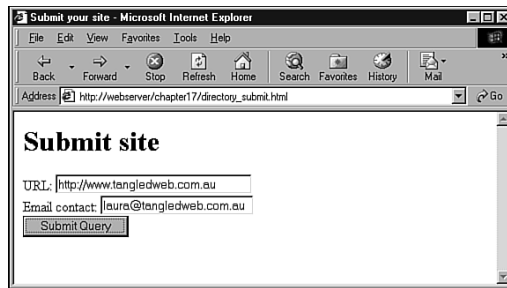 Submit your site - Microsoft Internet Explorer
File Edit View Favorites Tools Help
Back Forward Stop Refresh Home Search Favorites History Mail »
Address http://webserver/chapter17/directory_submit.html Go
Submit site
URL: http://www.tangledweb.com.au
Email contact: laura@tangledweb.com.au
Submit Query